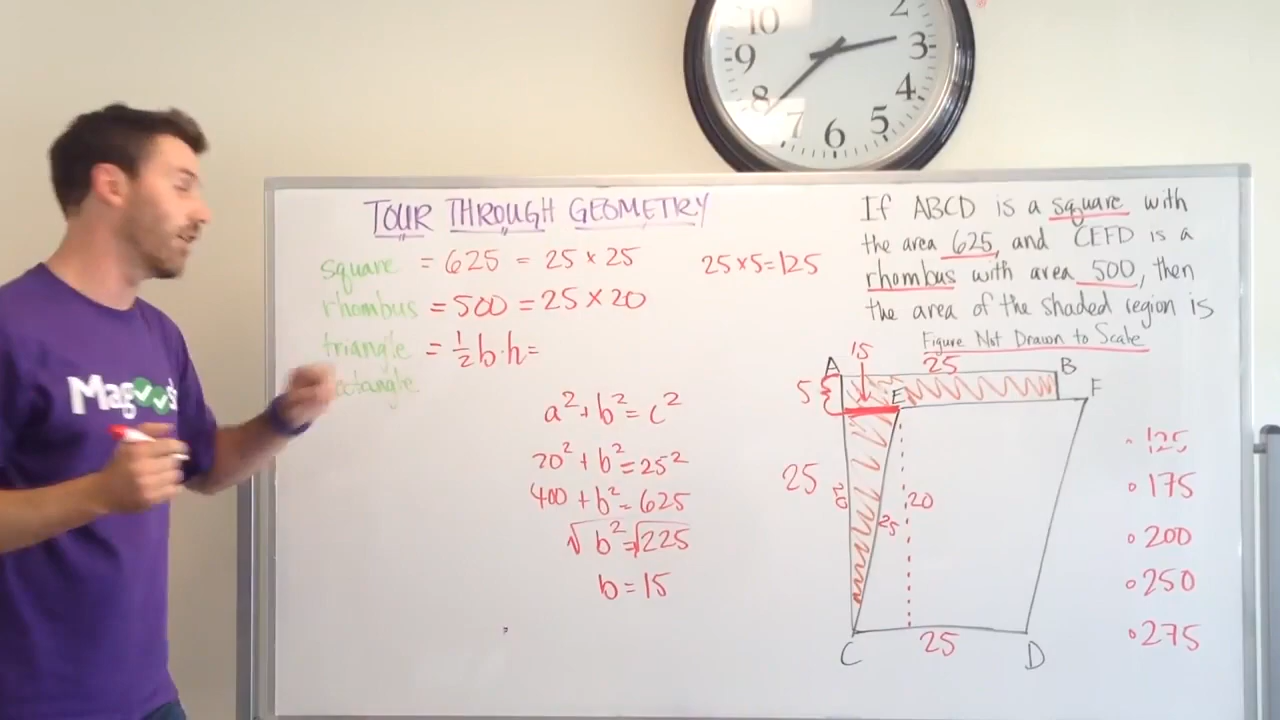 10
2
9
3
8
4
7
6
5
TOUR THROUGH GEOMETRY
square = 625 = 25 × 25
25 × 5 = 125
rhombus = 500 = 25 × 20
triangle = 1/2 b·h =
a² + b² = c²
20² + b² = 25²
400 + b² = 625
√b² = √225
b = 15
If ABCD is a square with
the area 625, and CEFD is a
rhombus with area 500, then
the area of the shaded region is
Figure Not Drawn to Scale
15
25
A
B
5
E
F
25
20
25
20
C
25
D
125
175
200
250
275